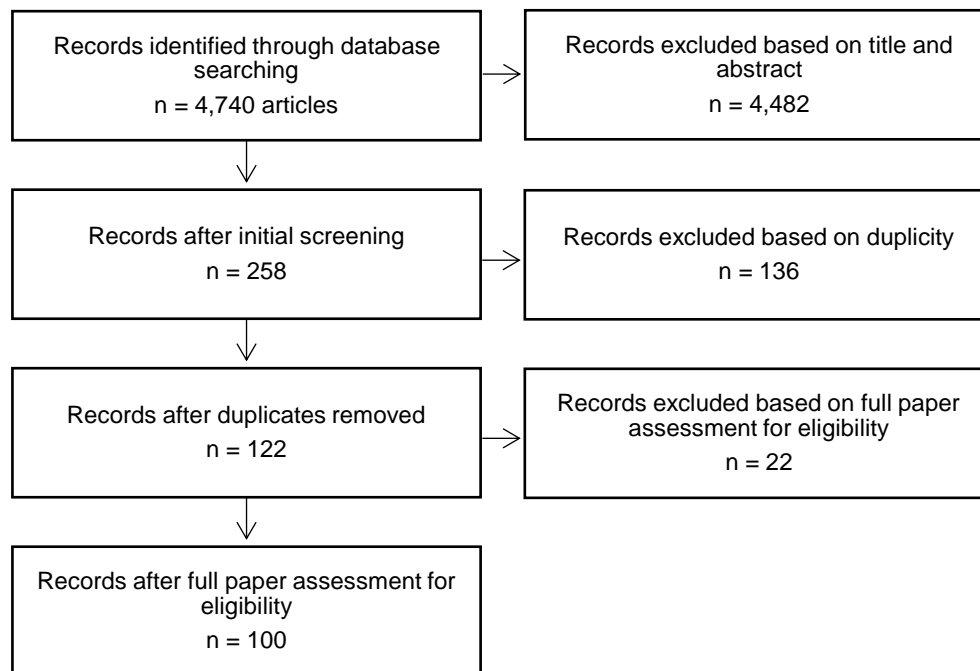 Records identified through database
searching
n = 4,740 articles
Records excluded based on title and
abstract
n = 4,482
Records after initial screening
n = 258
Records excluded based on duplicity
n = 136
Records after duplicates removed
n = 122
Records excluded based on full paper
assessment for eligibility
n = 22
Records after full paper assessment for
eligibility
n = 100